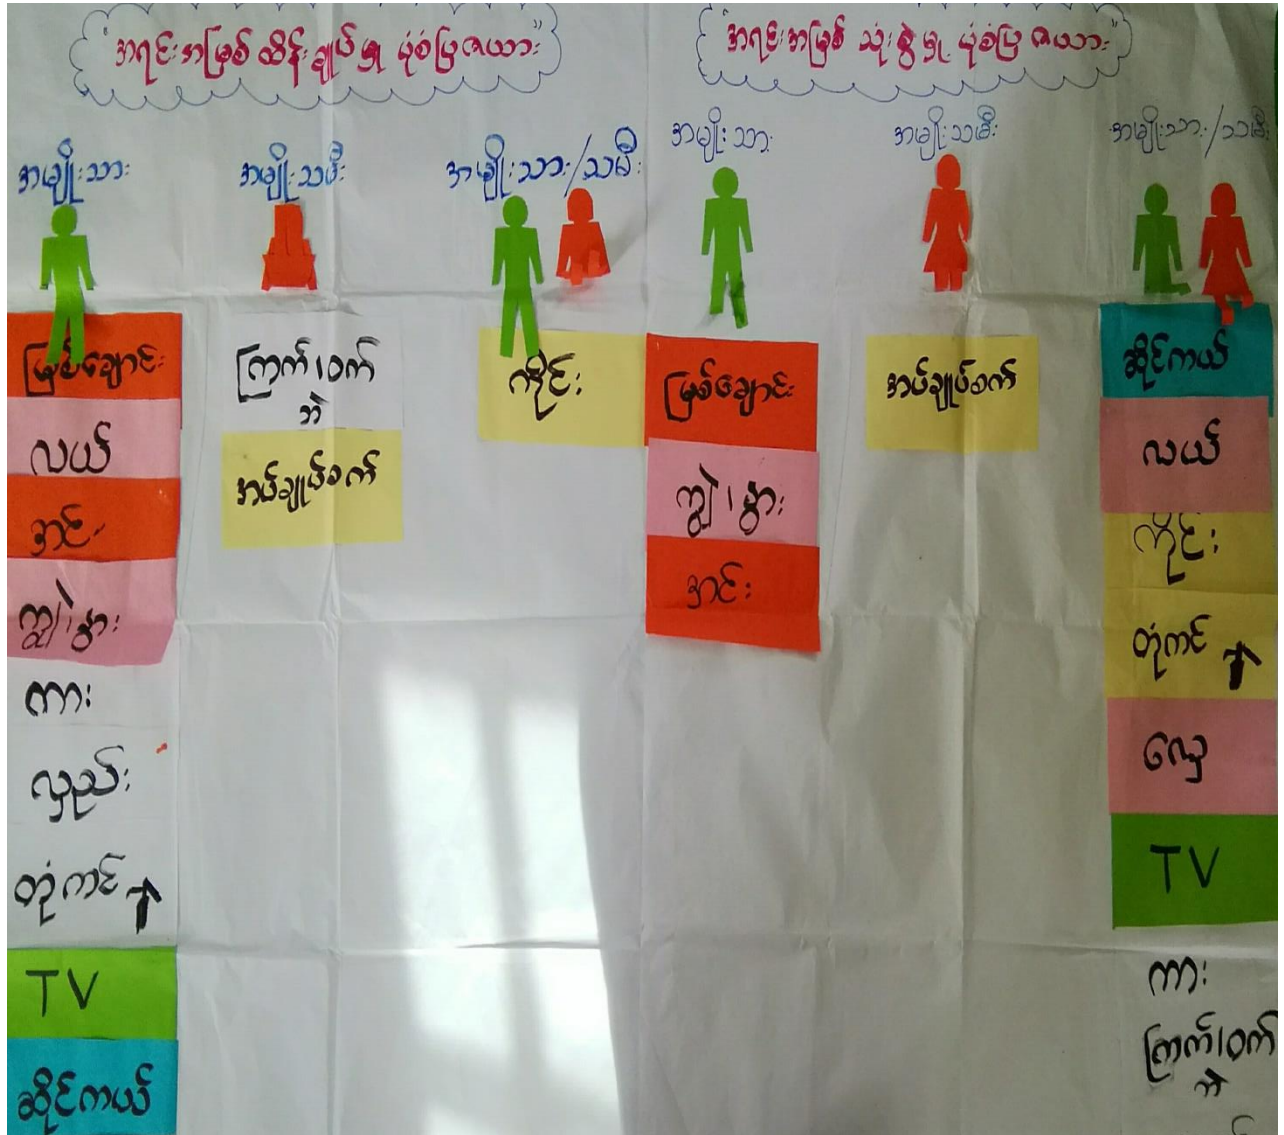 "အရင်းအမြစ် ထိန်းချုပ်မှု ပုံစံပြဇယား"
အမျိုးသား
အမျိုးသမီး
အမျိုးသား/သမီး
မြစ်ချောင်း
လယ်
အင်း
ကျွဲ၊နွား
ကား
လှည်း
တုံကင်
TV
ဆိုင်ကယ်
ကြက်၊ဝက်
ဘဲ
အပ်ချုပ်စက်
ကိုင်း
"အရင်းအမြစ် သုံးစွဲမှု ပုံစံပြ ဇယား"
အမျိုးသား
အမျိုးသမီး
အမျိုးသား/သမီး
မြစ်ချောင်း
ကျွဲ၊နွား
အင်း
အပ်ချုပ်စက်
ဆိုင်ကယ်
လယ်
ကိုင်း
တုံကင်
လှေ
TV
ကား
ကြက်၊ဝက်
ဘဲ